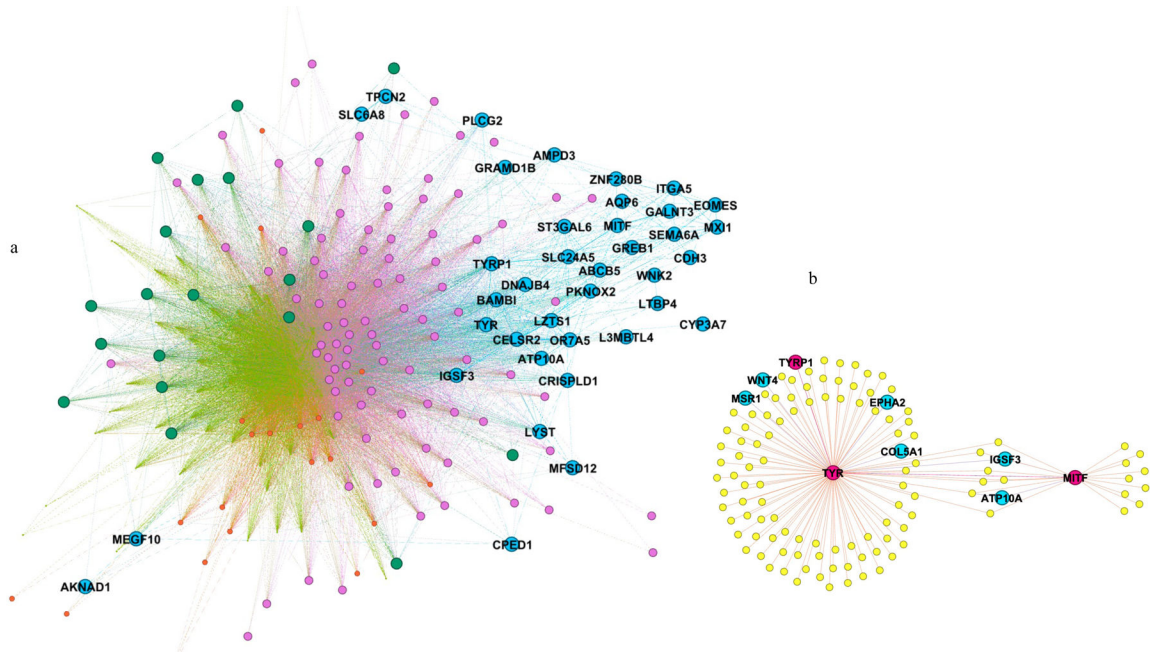 TPCN2
SLC6A8
PLCG2
AMPD3
GRAMD1B
ZNF280B
ITGA5
AQP6
GALNT3
EOMES
ST3GAL6
MITF
MXI1
SEMA6A
GREB1
a
SLC24A5
CDH3
TYRP1
ABCB5
WNK2
DNAJB4
PKNOX2
b
BAMBI
LTBP4
LZTS1
TYR
CYP3A7
CELSR2
OR7A5
L3MBTL4
ATP10A
TYRP1
IGSF3
CRISPLD1
WNT4
MSR1
EPHA2
LYST
COL5A1
IGSF3
MFSD12
TYR
MITF
ATP10A
MEGF10
CPED1
AKNAD1